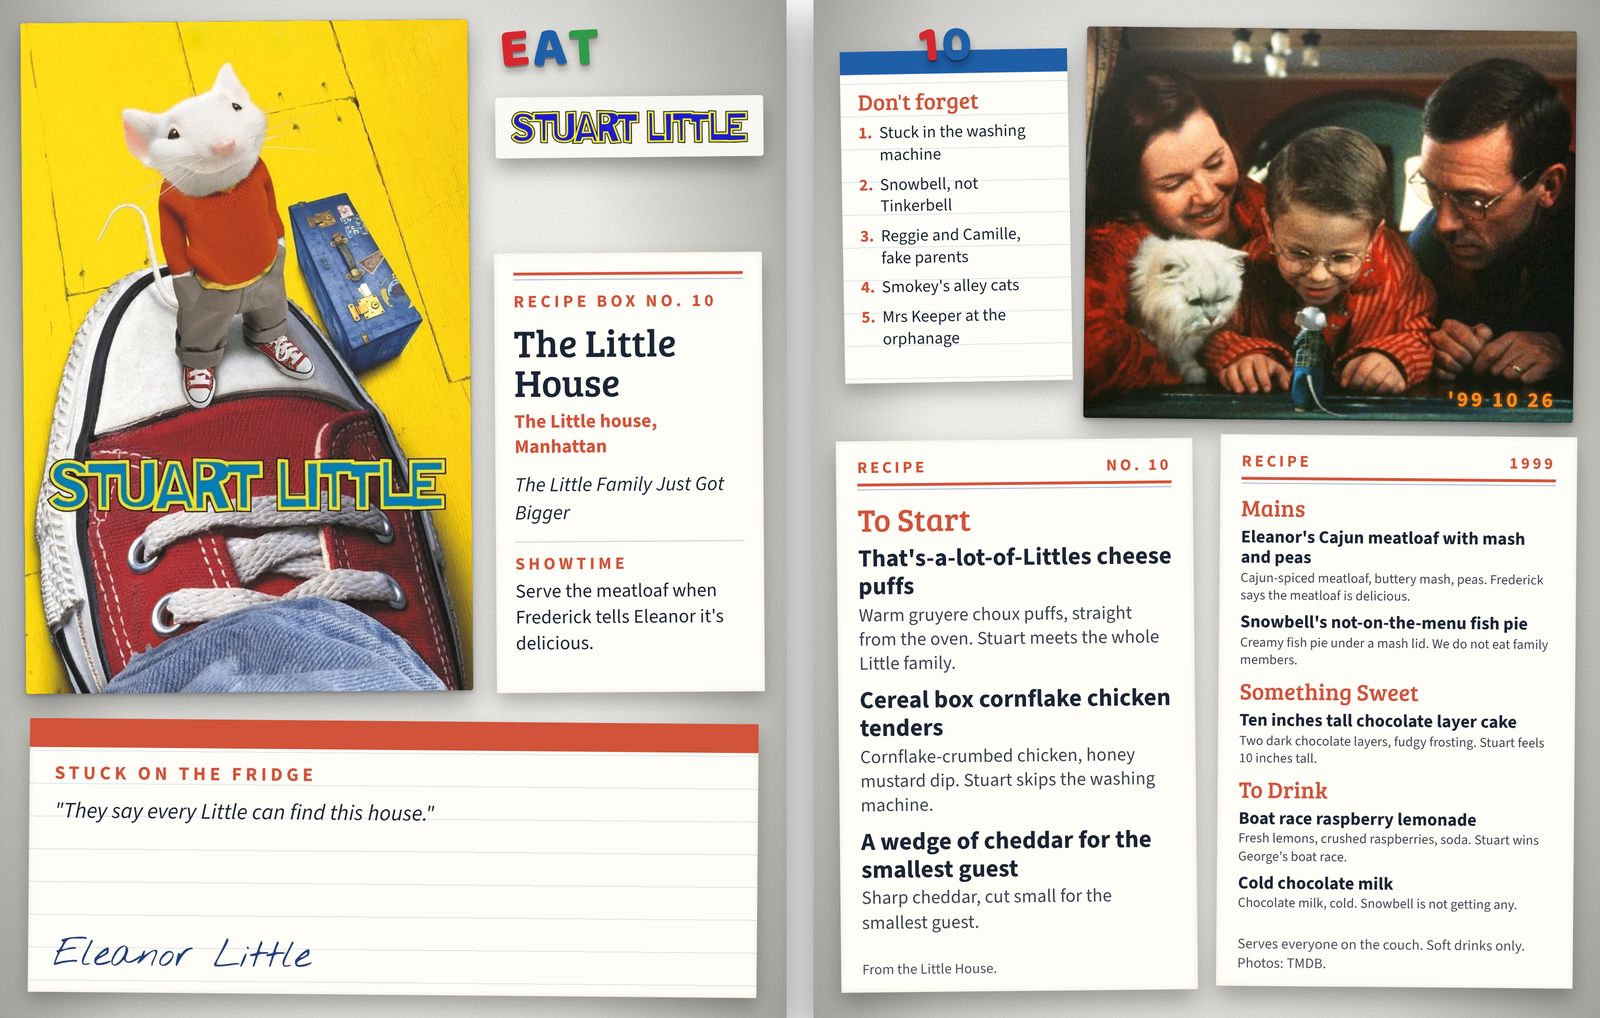 STUART LITTLE
EAT
STUART LITTLE
RECIPE BOX NO. 10
The Little
House
The Little house,
Manhattan
The Little Family Just Got
Bigger
SHOWTIME
Serve the meatloaf when
Frederick tells Eleanor it's
delicious.
STUCK ON THE FRIDGE
"They say every Little can find this house."
Eleanor Little
10
Don't forget
1. Stuck in the washing
machine
2. Snowbell, not
Tinkerbell
3. Reggie and Camille,
fake parents
4. Smokey's alley cats
5. Mrs Keeper at the
orphanage
'99 10 26
RECIPE NO. 10
To Start
That's-a-lot-of-Littles cheese
puffs
Warm gruyere choux puffs, straight
from the oven. Stuart meets the whole
Little family.
Cereal box cornflake chicken
tenders
Cornflake-crumbed chicken, honey
mustard dip. Stuart skips the washing
machine.
A wedge of cheddar for the
smallest guest
Sharp cheddar, cut small for the
smallest guest.
From the Little House.
RECIPE 1999
Mains
Eleanor's Cajun meatloaf with mash
and peas
Cajun-spiced meatloaf, buttery mash, peas. Frederick
says the meatloaf is delicious.
Snowbell's not-on-the-menu fish pie
Creamy fish pie under a mash lid. We do not eat family
members.
Something Sweet
Ten inches tall chocolate layer cake
Two dark chocolate layers, fudgy frosting. Stuart feels
10 inches tall.
To Drink
Boat race raspberry lemonade
Fresh lemons, crushed raspberries, soda. Stuart wins
George's boat race.
Cold chocolate milk
Chocolate milk, cold. Snowbell is not getting any.
Serves everyone on the couch. Soft drinks only.
Photos: TMDB.